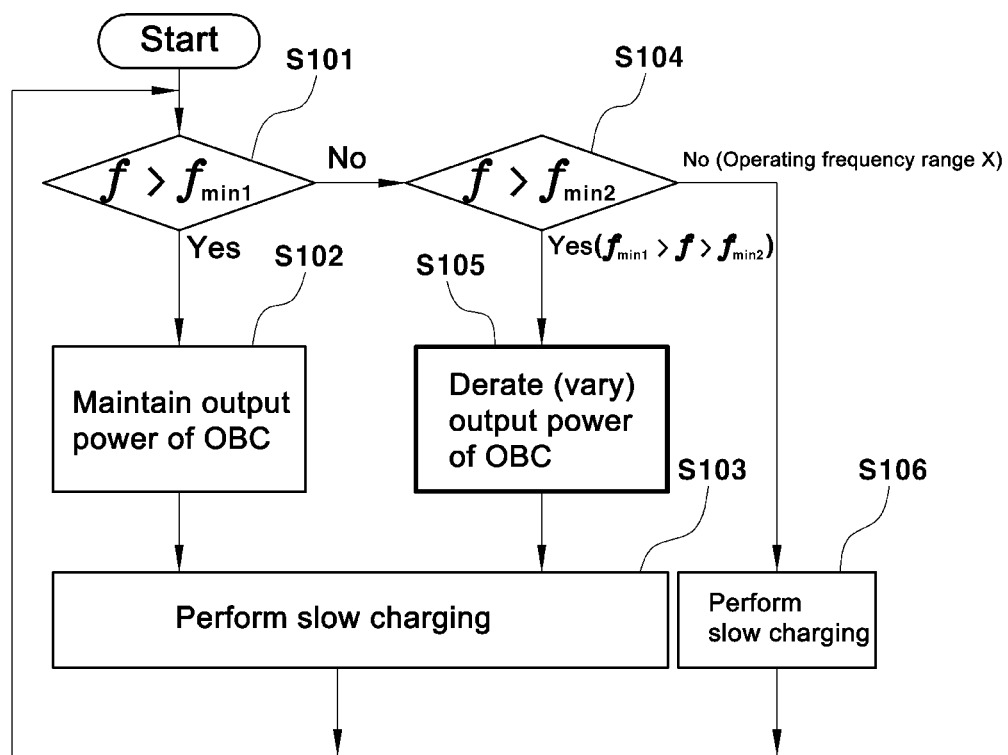 Start
S101
S104
f > fmin1
No
f > fmin2
No (Operating frequency range X)
Yes
Yes(fmin1 > f > fmin2)
S102
S105
Maintain output
power of OBC
Derate (vary)
output power
of OBC
S103
S106
Perform slow charging
Perform
slow charging